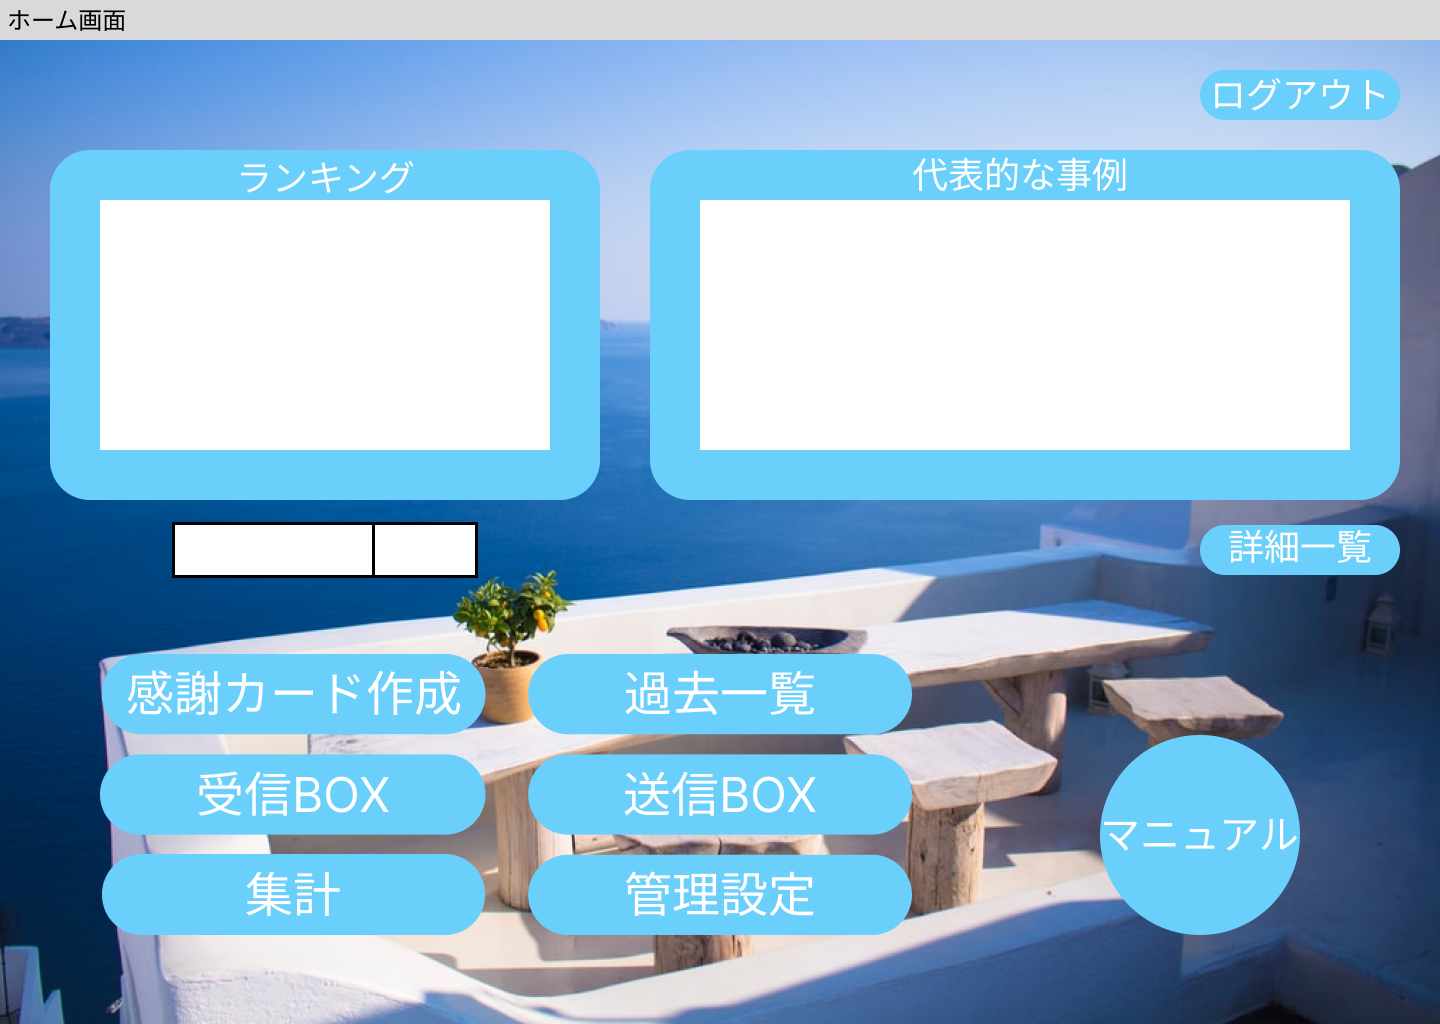 ホーム画面
ログアウト
ランキング
代表的な事例
詳細一覧
感謝カード作成
過去一覧
受信BOX
送信BOX
マニュアル
集計
管理設定